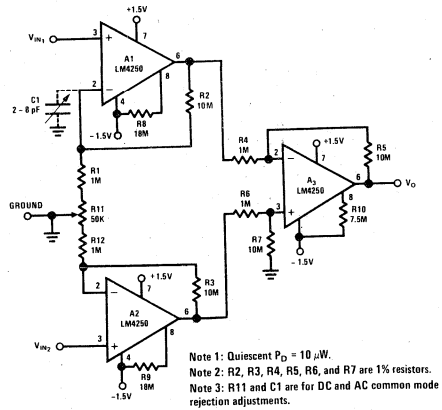 +1.5V
VIN1
3
+
7
A1
LM4250
6
2
−
8
4
C1
2 – 8 pF
R8
18M
R2
10M
−1.5V
R1
1M
GROUND
R11
50K
R12
1M
R4
1M
+1.5V
R5
10M
2
−
7
A3
LM4250
6
VO
R6
1M
3
+
8
4
R7
10M
R10
7.5M
−1.5V
+1.5V
R3
10M
2
−
7
A2
LM4250
6
VIN2
3
+
8
4
R9
18M
−1.5V
Note 1: Quiescent PD = 10 μW.
Note 2: R2, R3, R4, R5, R6, and R7 are 1% resistors.
Note 3: R11 and C1 are for DC and AC common mode
rejection adjustments.